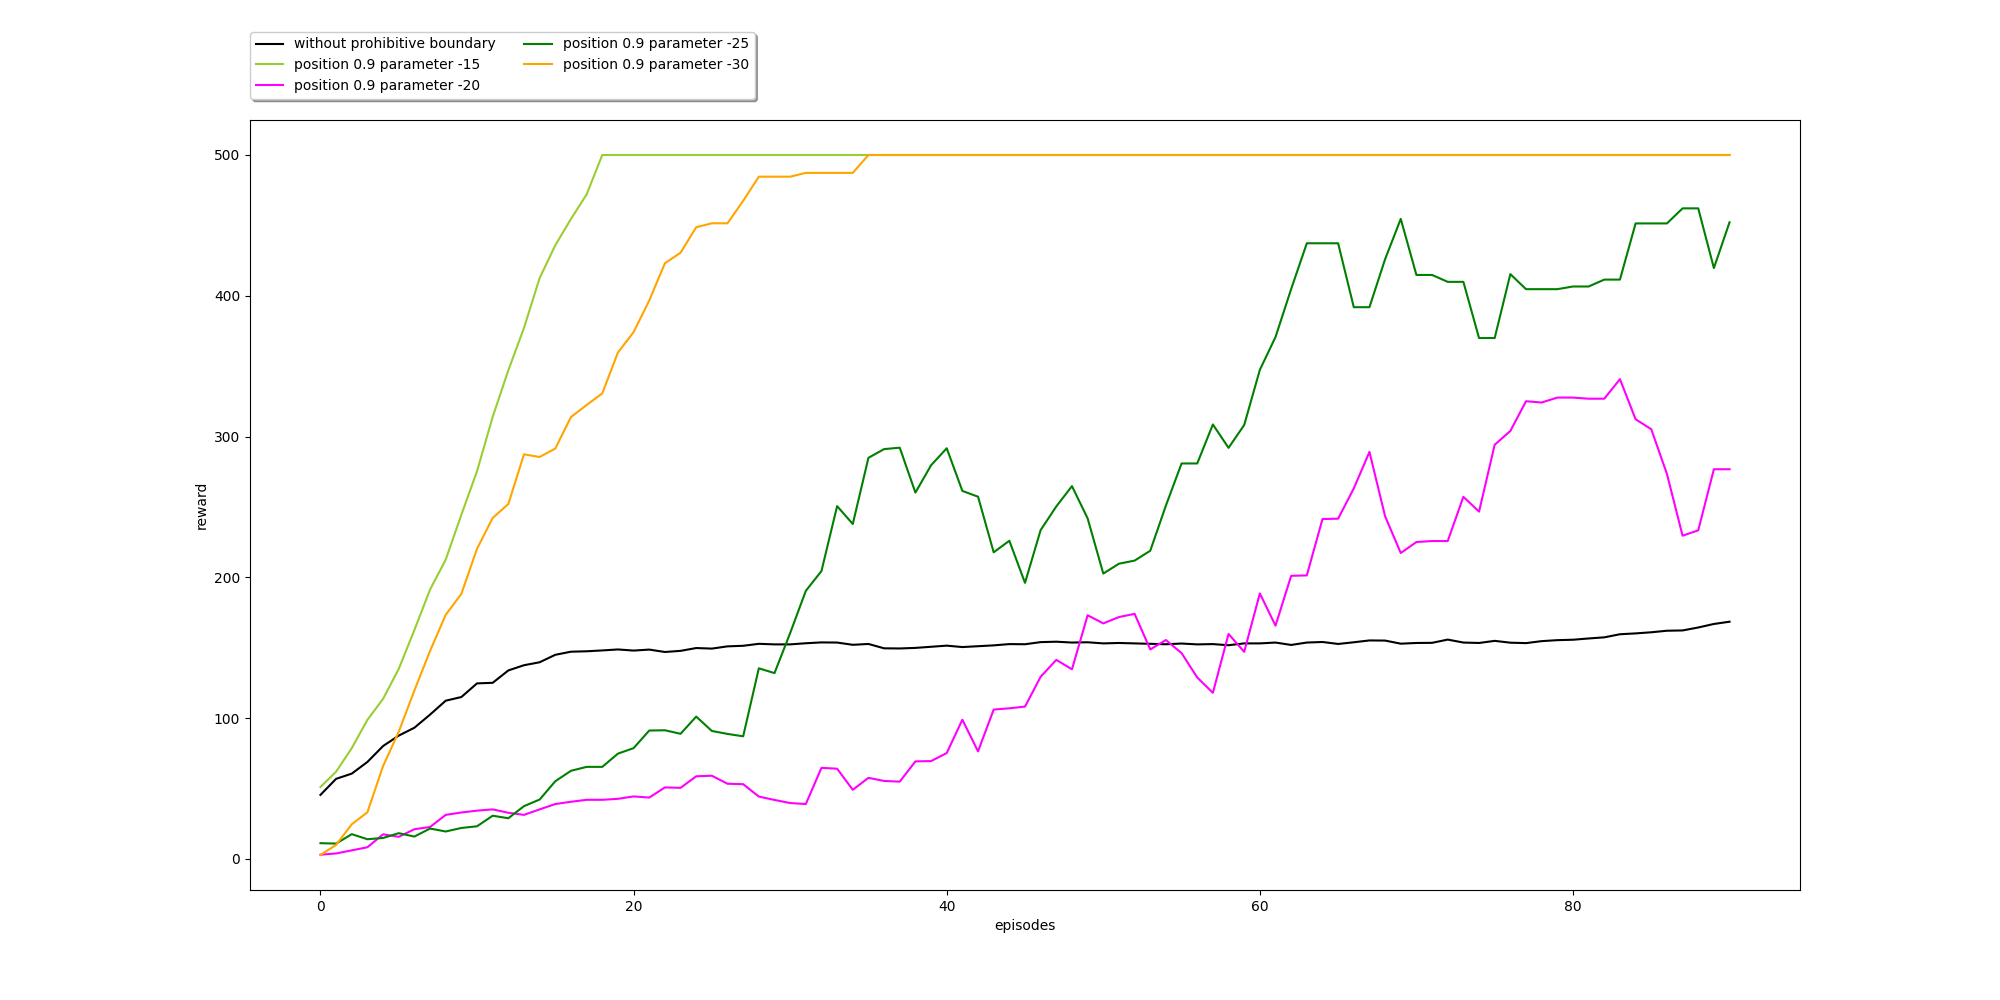 without prohibitive boundary
position 0.9 parameter -15
position 0.9 parameter -20
position 0.9 parameter -25
position 0.9 parameter -30
500
400
300
200
100
0
reward
0 20 40 60 80
episodes